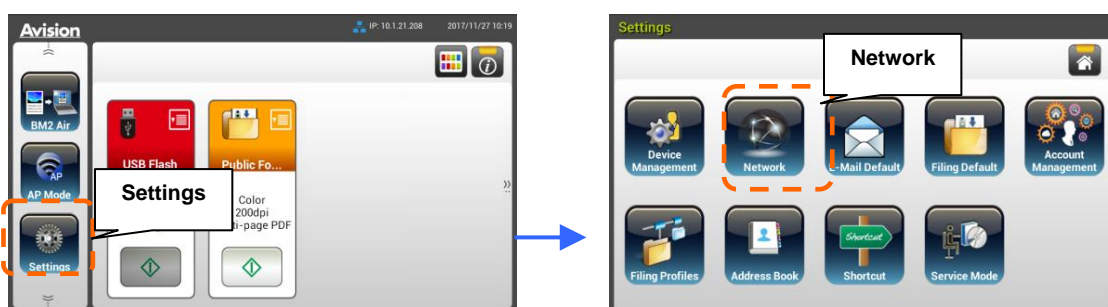 Avision
IP: 10.1.21.208 2017/11/27 10:19
BM2 Air
AP
AP Mode
Settings
USB Flash
Public Fo...
Color
200dpi
ti-page PDF
Settings
Settings
Network
Device
Management
Network
E-Mail Default
Filing Default
Account
Management
Filing Profiles
Address Book
Shortcut
Shortcut
Service Mode